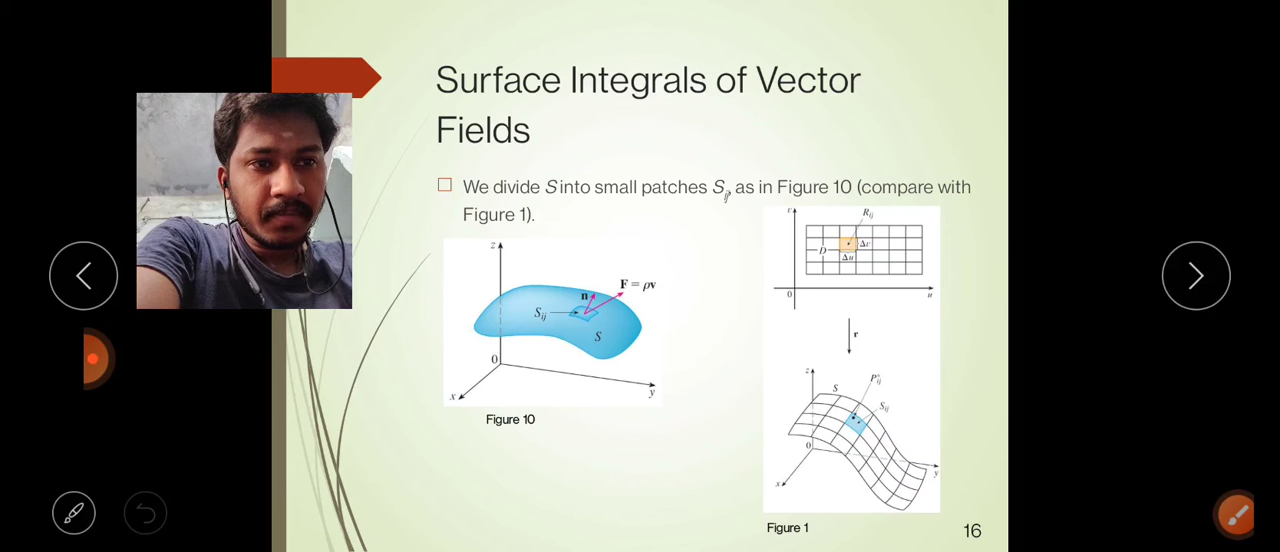 Surface Integrals of Vector
Fields
We divide S into small patches Sij, as in Figure 10 (compare with
Figure 1).
z
n
F = ρv
Sij
S
0
x
y
Figure 10
v
Rij
D
Δv
Δu
0
u
r
z
S
P*ij
Sij
0
y
x
Figure 1
16